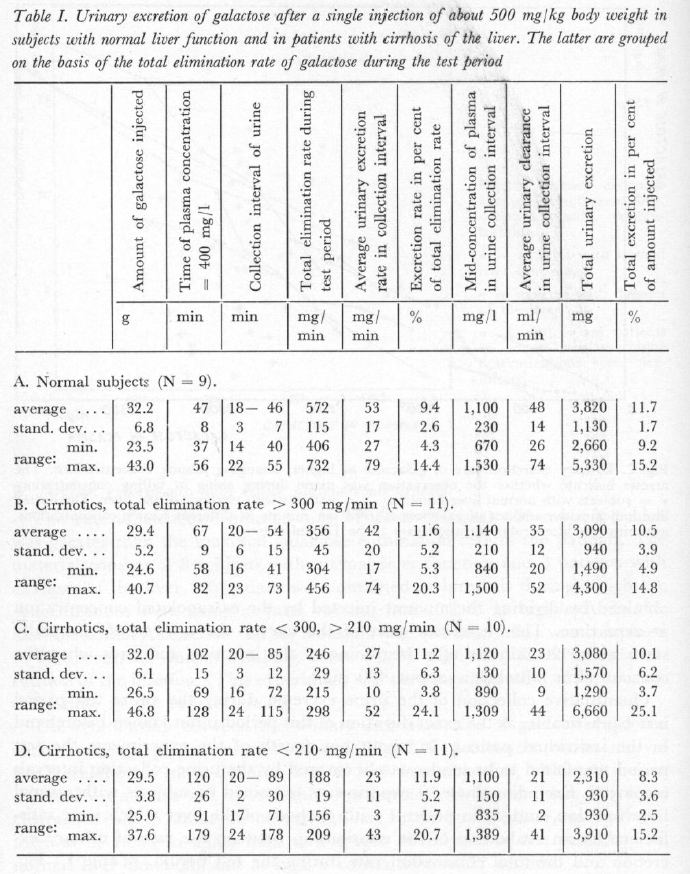 Table I. Urinary excretion of galactose after a single injection of about 500 mg/kg body weight in
subjects with normal liver function and in patients with cirrhosis of the liver. The latter are grouped
on the basis of the total elimination rate of galactose during the test period
Amount of galactose injected
Time of plasma concentration
= 400 mg/l
Collection interval of urine
Total elimination rate during
test period
Average urinary excretion
rate in collection interval
Excretion rate in per cent
of total elimination rate
Mid-concentration of plasma
in urine collection interval
Average urinary clearance
in urine collection interval
Total urinary excretion
Total excretion in per cent
of amount injected
g min min mg/ mg/ % mg/l ml/ mg %
min min min
A. Normal subjects (N = 9).
average .... 32.2 47 18— 46 572 53 9.4 1,100 48 3,820 11.7
stand. dev... 6.8 8 3 7 115 17 2.6 230 14 1,130 1.7
min. 23.5 37 14 40 406 27 4.3 670 26 2,660 9.2
range:
max. 43.0 56 22 55 732 79 14.4 1.530 74 5,330 15.2
B. Cirrhotics, total elimination rate > 300 mg/min (N = 11).
average .... 29.4 67 20— 54 356 42 11.6 1.140 35 3,090 10.5
stand. dev... 5.2 9 6 15 45 20 5.2 210 12 940 3.9
min. 24.6 58 16 41 304 17 5.3 840 20 1,490 4.9
range:
max. 40.7 82 23 73 456 74 20.3 1,500 52 4,300 14.8
C. Cirrhotics, total elimination rate < 300, > 210 mg/min (N = 10).
average .... 32.0 102 20— 85 246 27 11.2 1,120 23 3,080 10.1
stand. dev... 6.1 15 3 12 29 13 6.3 130 10 1,570 6.2
min. 26.5 69 16 72 215 10 3.8 890 9 1,290 3.7
range:
max. 46.8 128 24 115 298 52 24.1 1,309 44 6,660 25.1
D. Cirrhotics, total elimination rate < 210 mg/min (N = 11).
average .... 29.5 120 20— 89 188 23 11.9 1,100 21 2,310 8.3
stand. dev... 3.8 26 2 30 19 11 5.2 150 11 930 3.6
min. 25.0 91 17 71 156 3 1.7 835 2 930 2.5
range:
max. 37.6 179 24 178 209 43 20.7 1,389 41 3,910 15.2